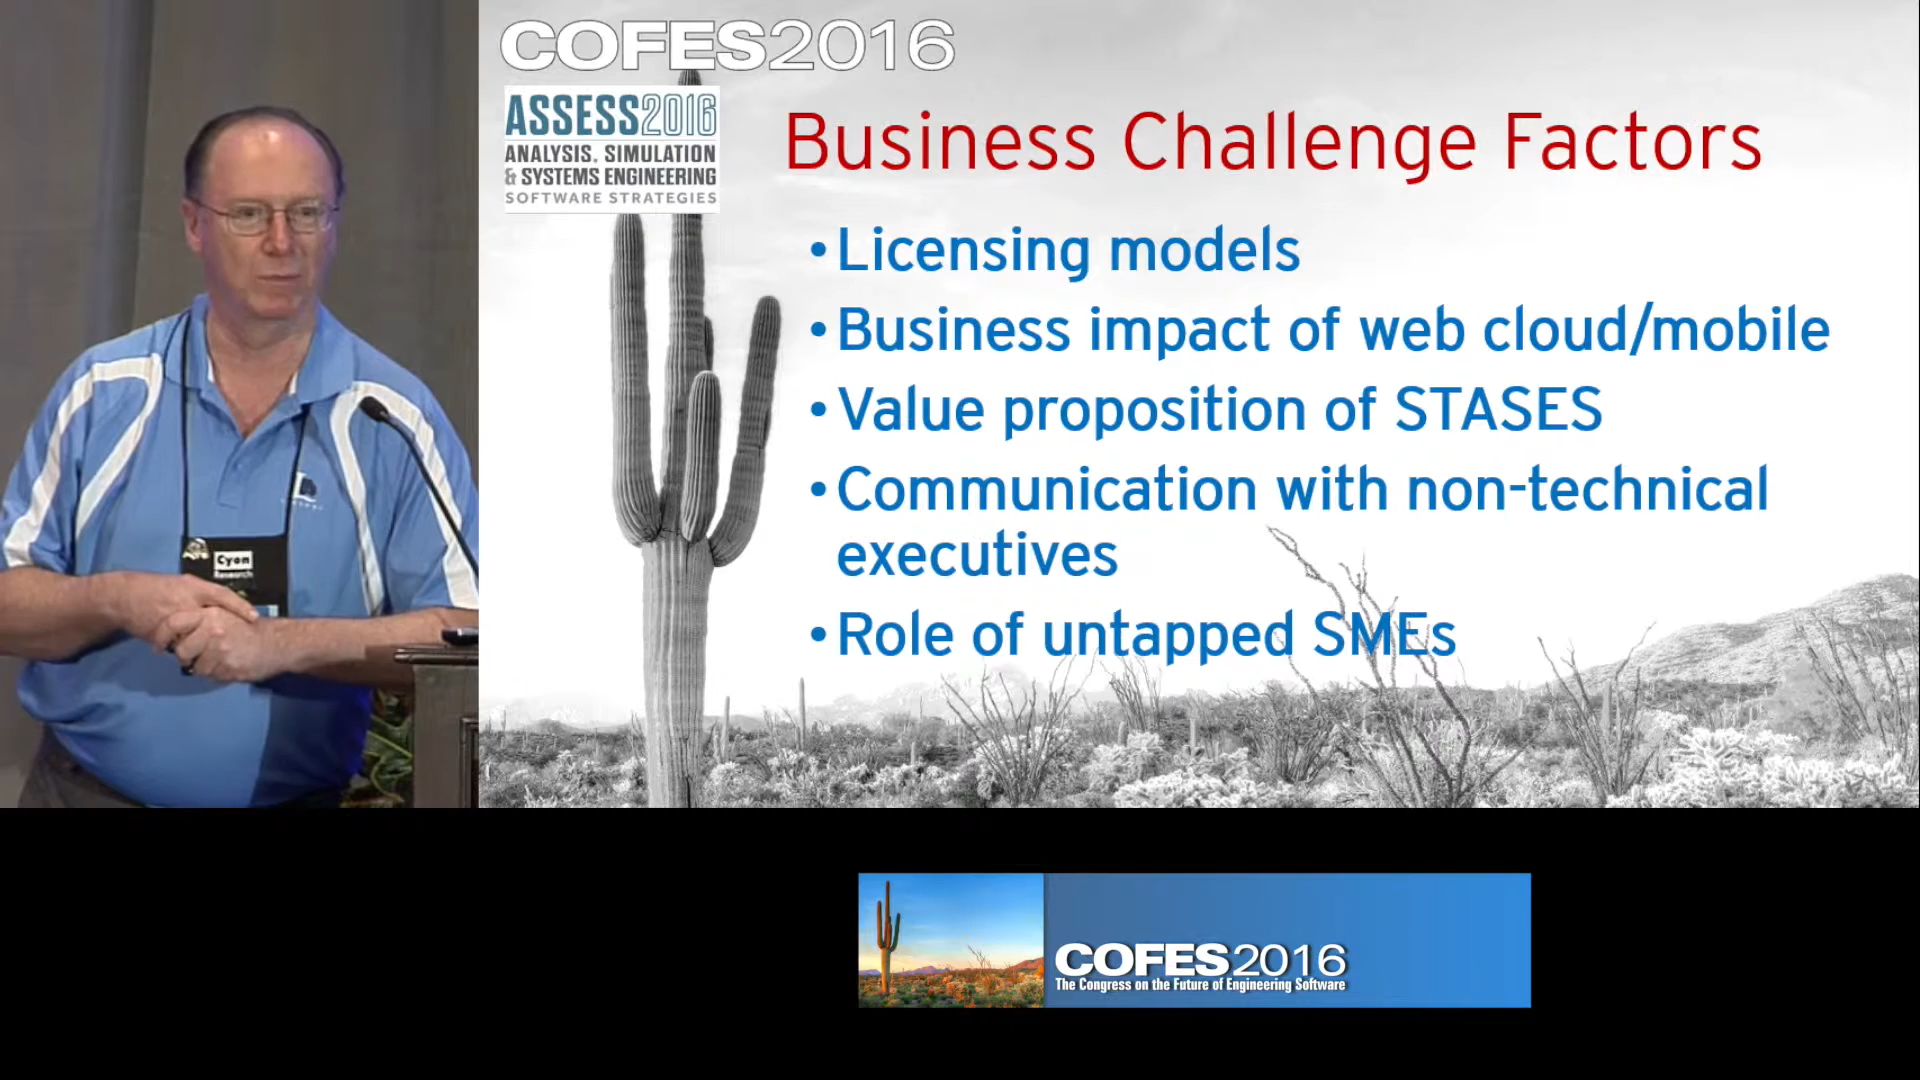 COFES2016
ASSESS2016
ANALYSIS, SIMULATION
& SYSTEMS ENGINEERING
SOFTWARE STRATEGIES
Business Challenge Factors
•Licensing models
•Business impact of web cloud/mobile
•Value proposition of STASES
•Communication with non-technical
executives
•Role of untapped SMEs
Cyon
Research
COFES2016
The Congress on the Future of Engineering Software